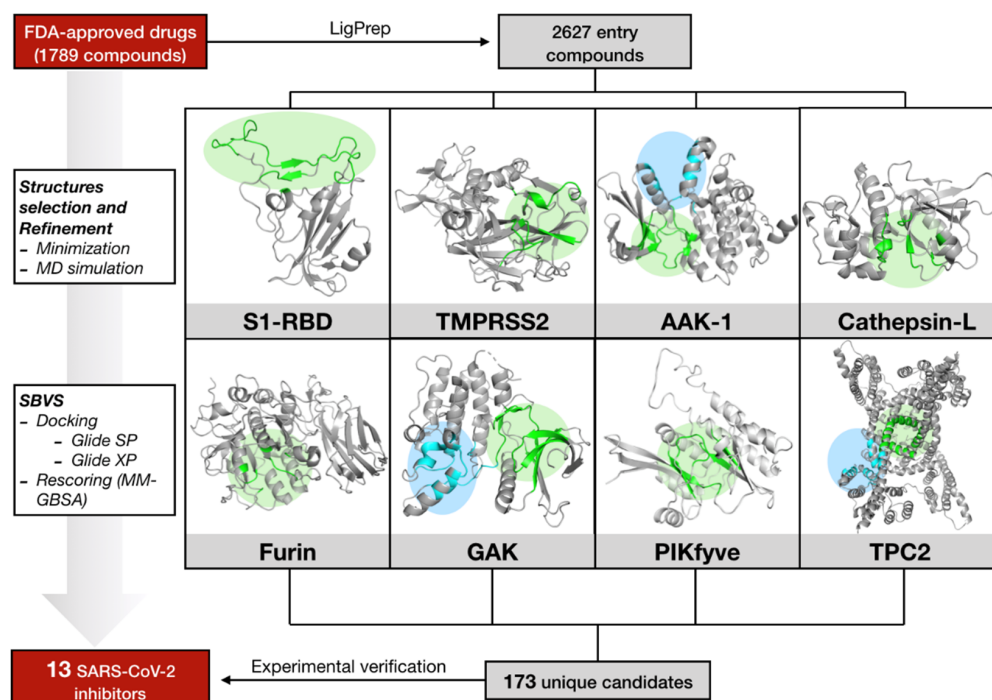 FDA-approved drugs
(1789 compounds)
LigPrep
2627 entry
compounds
Structures
selection and
Refinement
- Minimization
- MD simulation
S1-RBD
TMPRSS2
AAK-1
Cathepsin-L
SBVS
- Docking
- Glide SP
- Glide XP
- Rescoring (MM-
GBSA)
Furin
GAK
PIKfyve
TPC2
13 SARS-CoV-2
inhibitors
Experimental verification
173 unique candidates